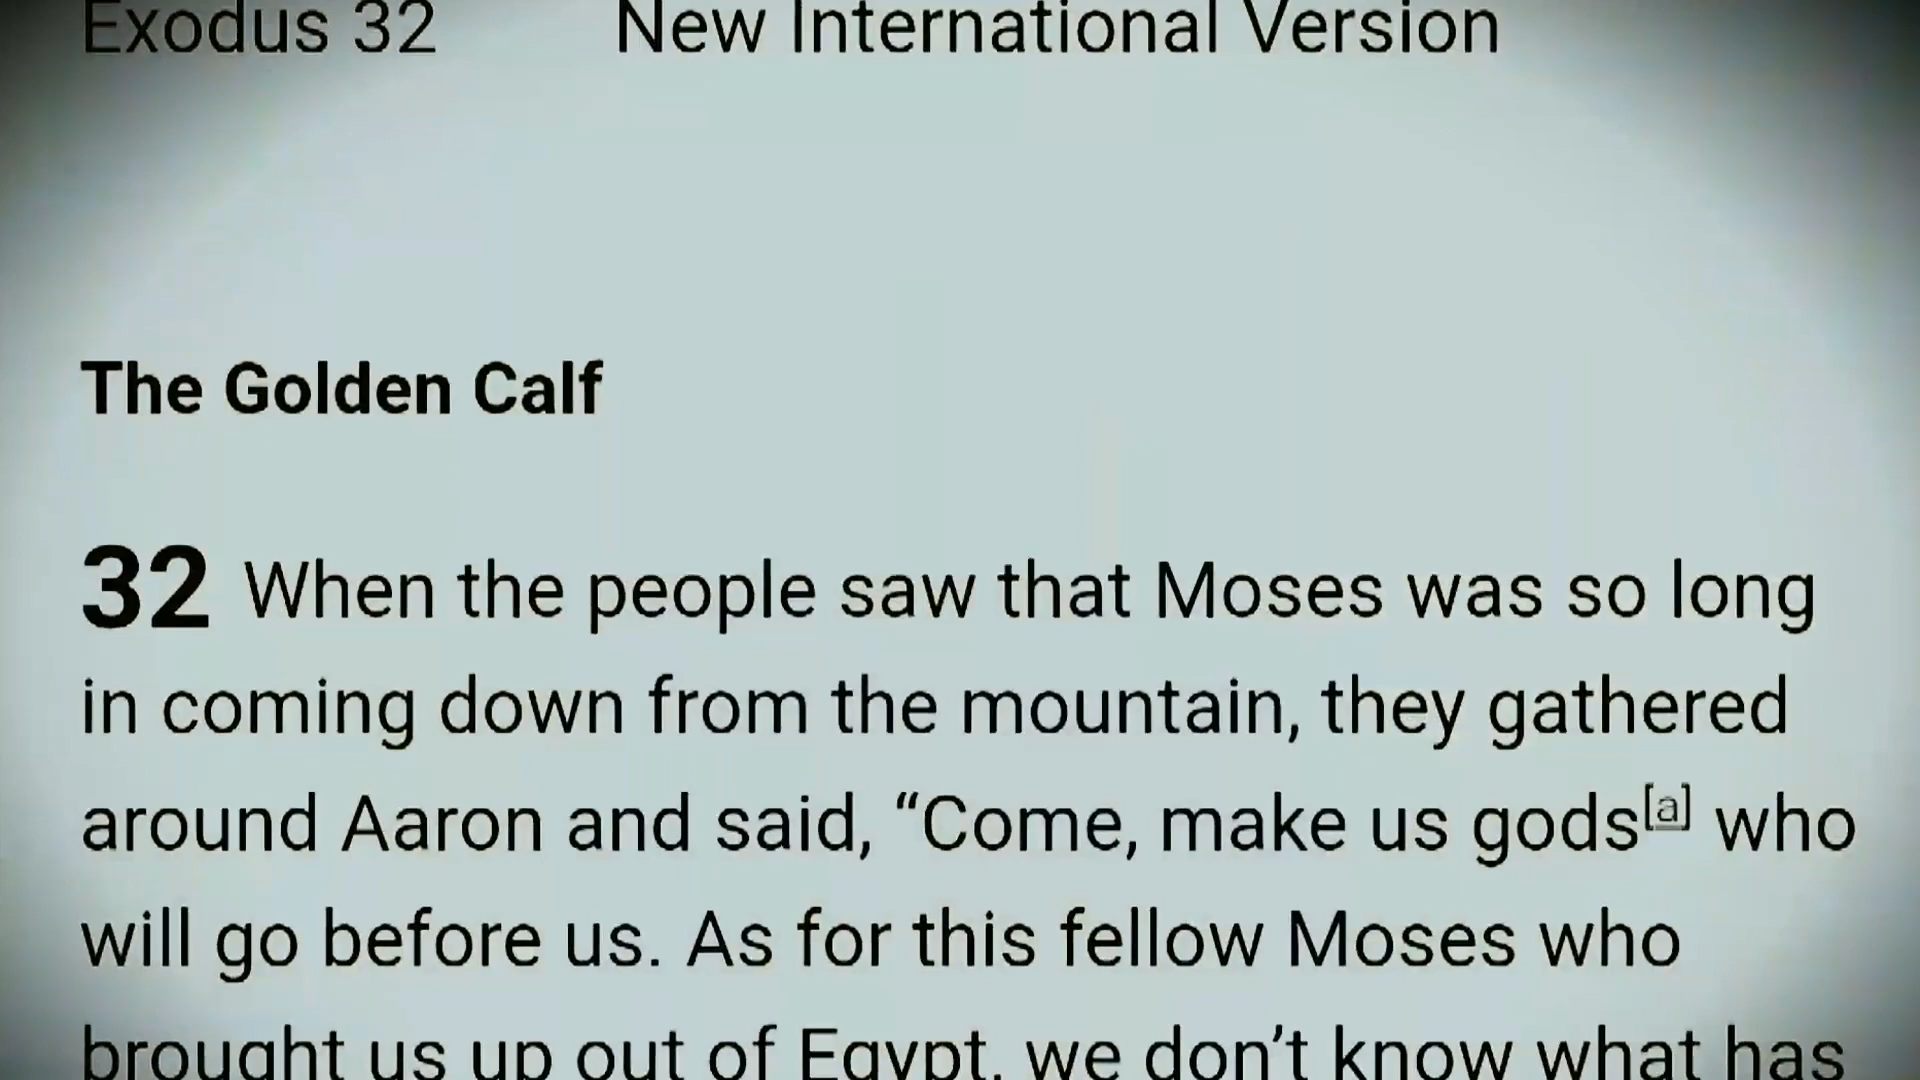 Exodus 32 New International Version
The Golden Calf
32 When the people saw that Moses was so long
in coming down from the mountain, they gathered
around Aaron and said, “Come, make us gods[a] who
will go before us. As for this fellow Moses who
brought us up out of Egypt, we don’t know what has